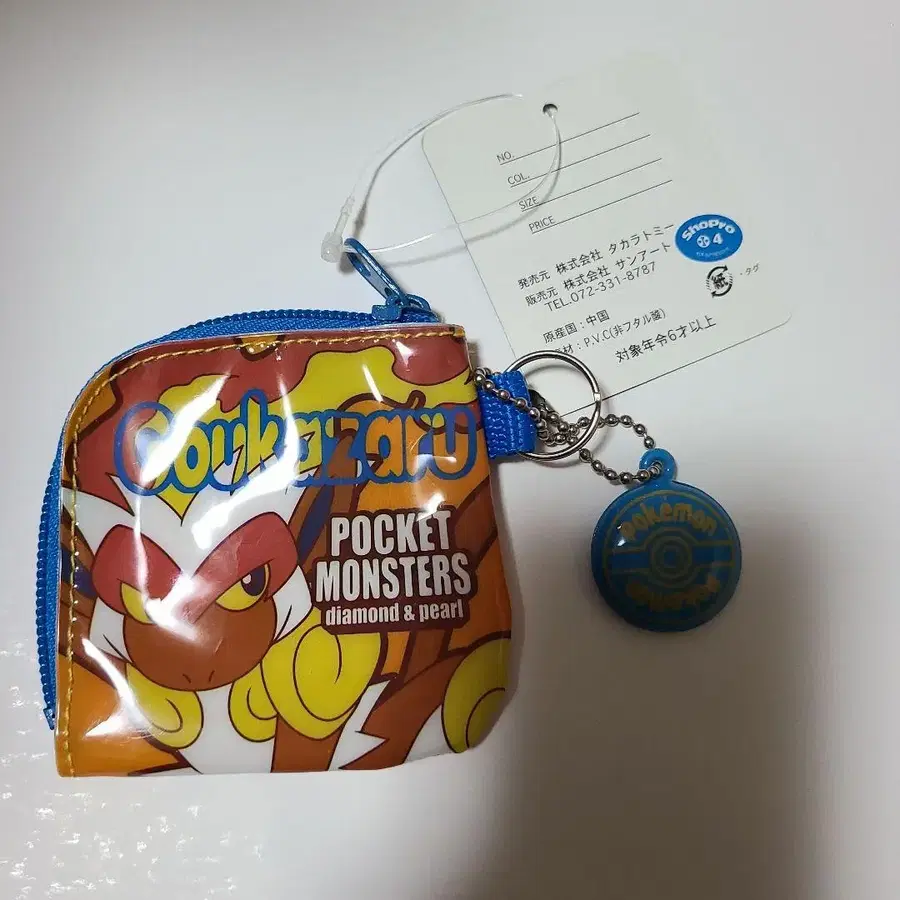 NO.
COL.
SIZE
PRICE
発売元 株式会社 タカラトミー
販売元 株式会社 サンアート
TEL.072-331-8787
原産国:中国
材:P.V.C(非フタル酸)
対象年令6才以上
ShoPro
4
紙
・タグ
Goukazaru
POCKET
MONSTERS
diamond & pearl
pokémon